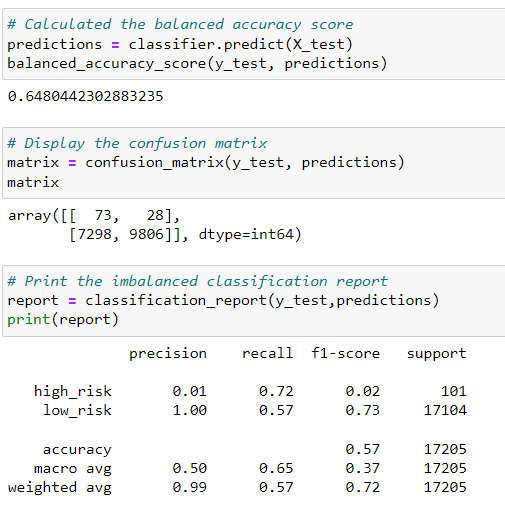 # Calculated the balanced accuracy score
predictions = classifier.predict(X_test)
balanced_accuracy_score(y_test, predictions)
0.6480442302883235
# Display the confusion matrix
matrix = confusion_matrix(y_test, predictions)
matrix
array([[  73,   28],
       [7298, 9806]], dtype=int64)
# Print the imbalanced classification report
report = classification_report(y_test,predictions)
print(report)
              precision    recall  f1-score   support
   high_risk       0.01      0.72      0.02       101
    low_risk       1.00      0.57      0.73     17104
    accuracy                           0.57     17205
   macro avg       0.50      0.65      0.37     17205
weighted avg       0.99      0.57      0.72     17205